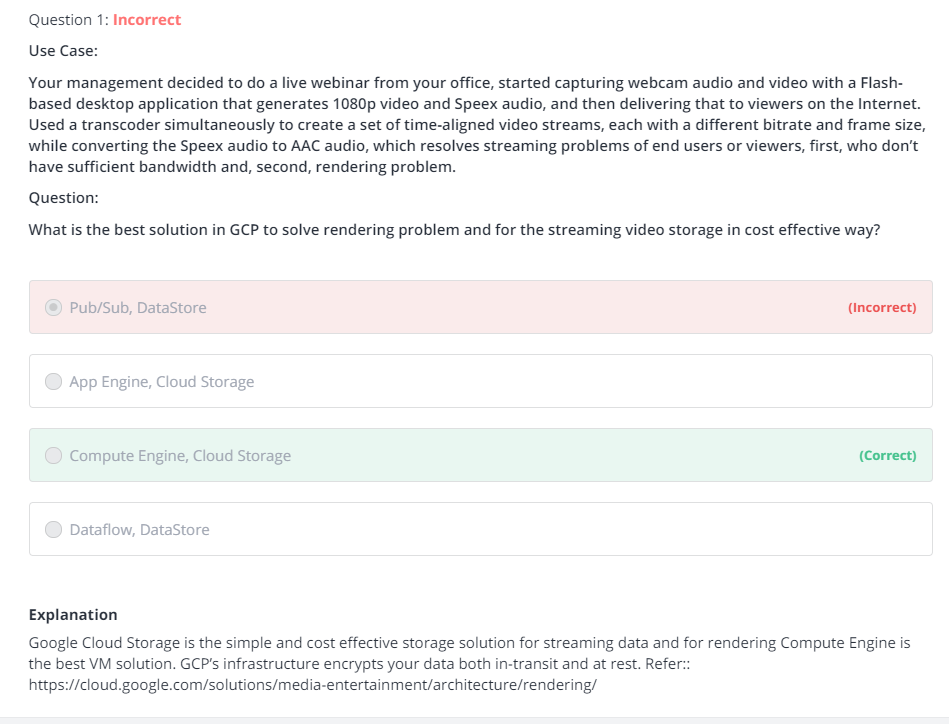 Question 1: Incorrect
Use Case:
Your management decided to do a live webinar from your office, started capturing webcam audio and video with a Flash-
based desktop application that generates 1080p video and Speex audio, and then delivering that to viewers on the Internet.
Used a transcoder simultaneously to create a set of time-aligned video streams, each with a different bitrate and frame size,
while converting the Speex audio to AAC audio, which resolves streaming problems of end users or viewers, first, who don’t
have sufficient bandwidth and, second, rendering problem.
Question:
What is the best solution in GCP to solve rendering problem and for the streaming video storage in cost effective way?
Pub/Sub, DataStore (Incorrect)
App Engine, Cloud Storage
Compute Engine, Cloud Storage (Correct)
Dataflow, DataStore
Explanation
Google Cloud Storage is the simple and cost effective storage solution for streaming data and for rendering Compute Engine is
the best VM solution. GCP’s infrastructure encrypts your data both in-transit and at rest. Refer::
https://cloud.google.com/solutions/media-entertainment/architecture/rendering/